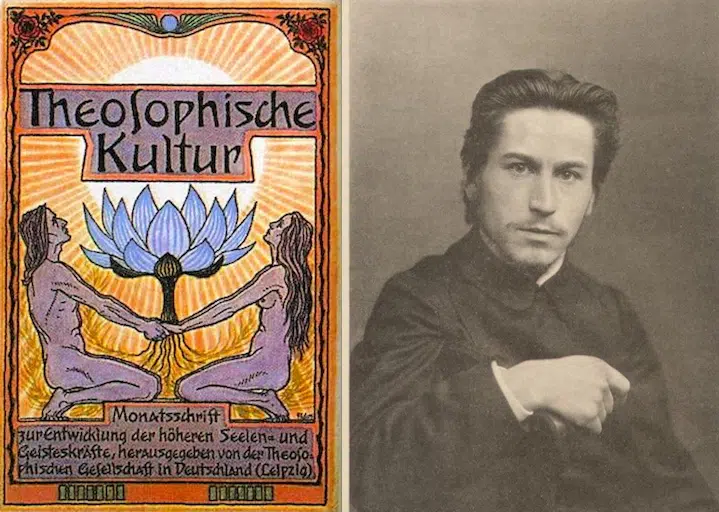 Theosophische
Kultur
Monatsschrift
zur Entwicklung der höheren Seelen= und
Geisteskräfte, herausgegeben von der Theoso=
phischen Gesellschaft in Deutschland (Leipzig).